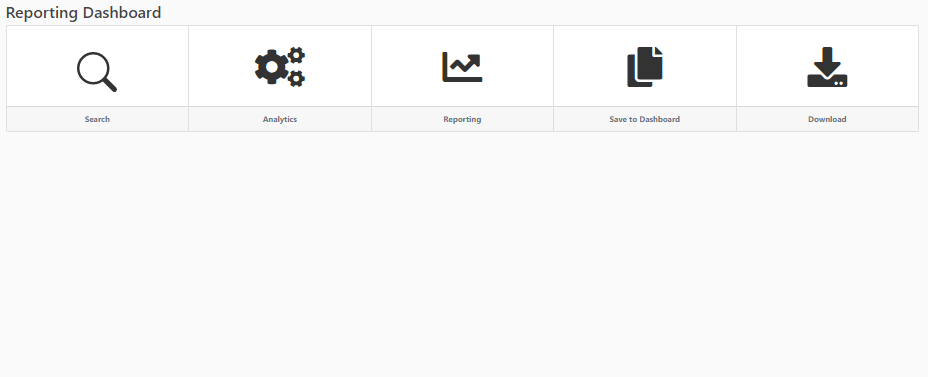 Reporting Dashboard
Search
Analytics
Reporting
Save to Dashboard
Download